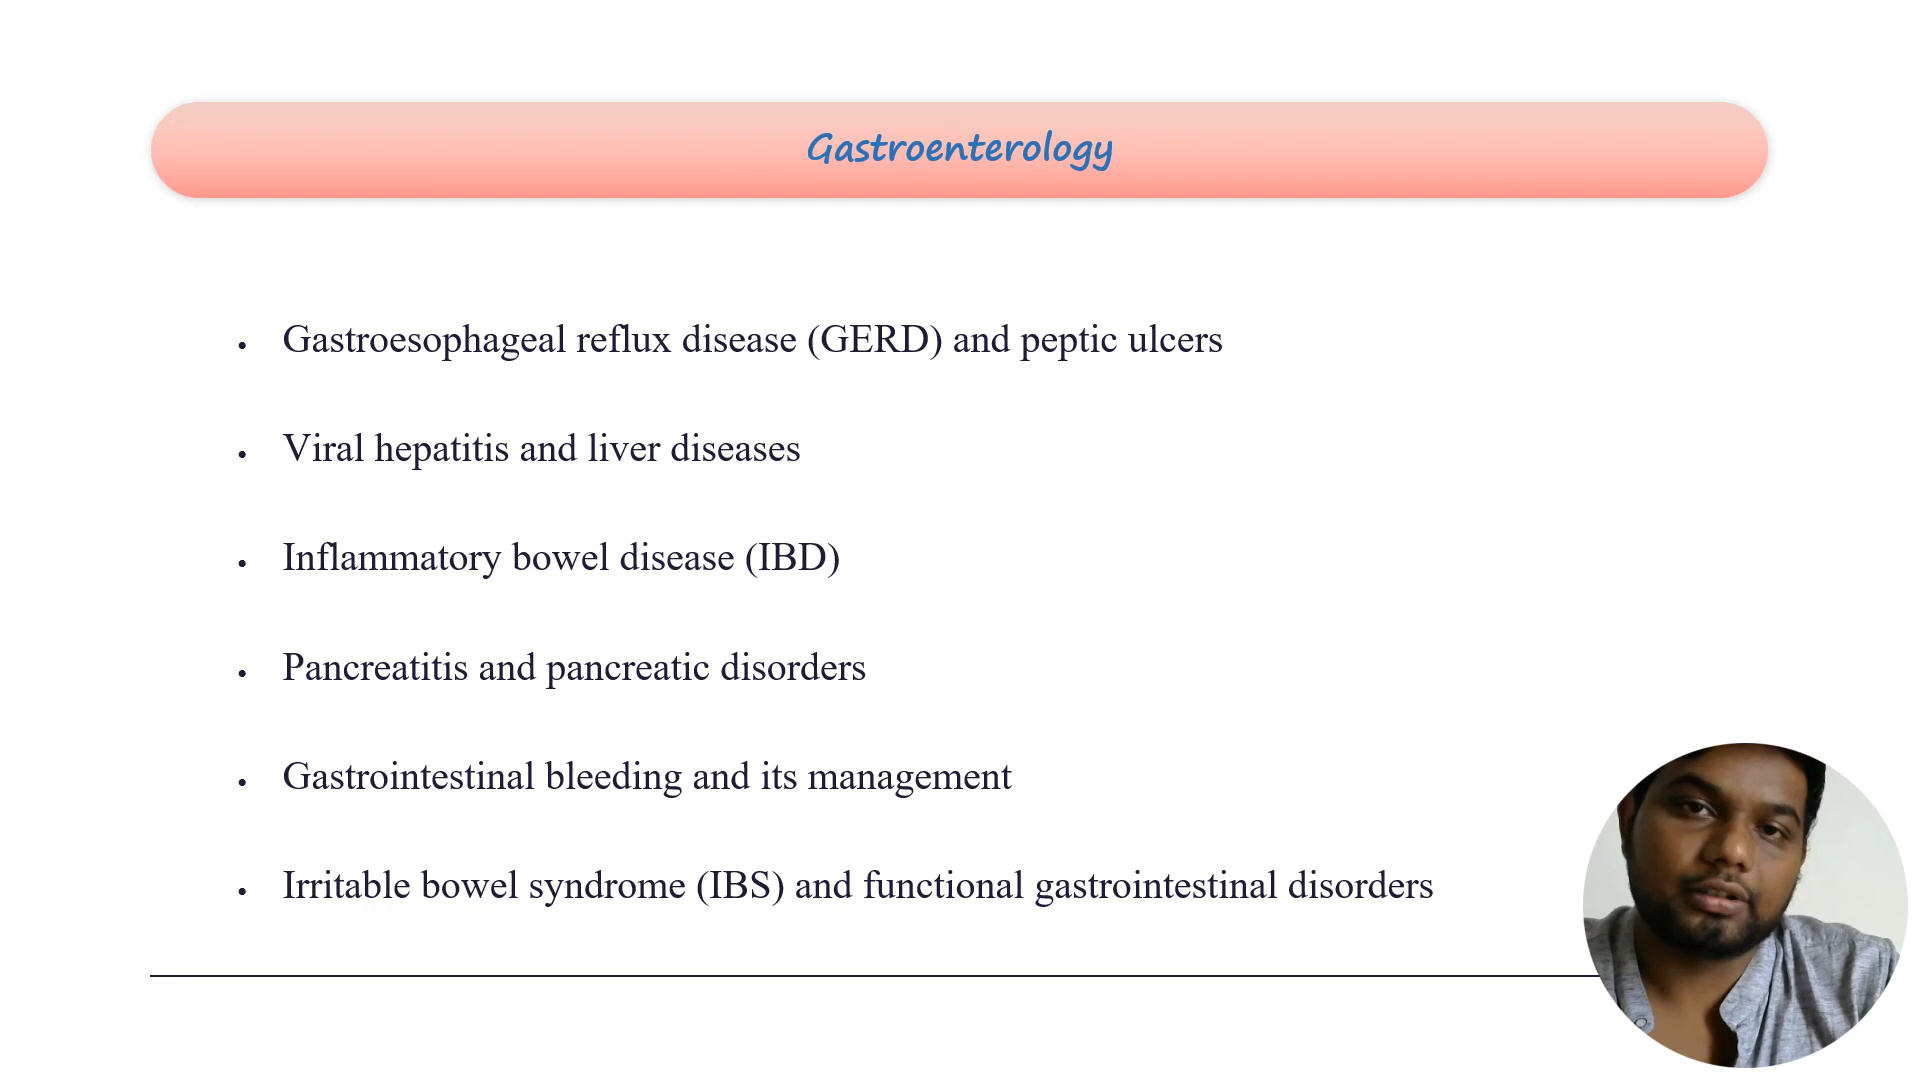 Gastroenterology
• Gastroesophageal reflux disease (GERD) and peptic ulcers
• Viral hepatitis and liver diseases
• Inflammatory bowel disease (IBD)
• Pancreatitis and pancreatic disorders
• Gastrointestinal bleeding and its management
• Irritable bowel syndrome (IBS) and functional gastrointestinal disorders